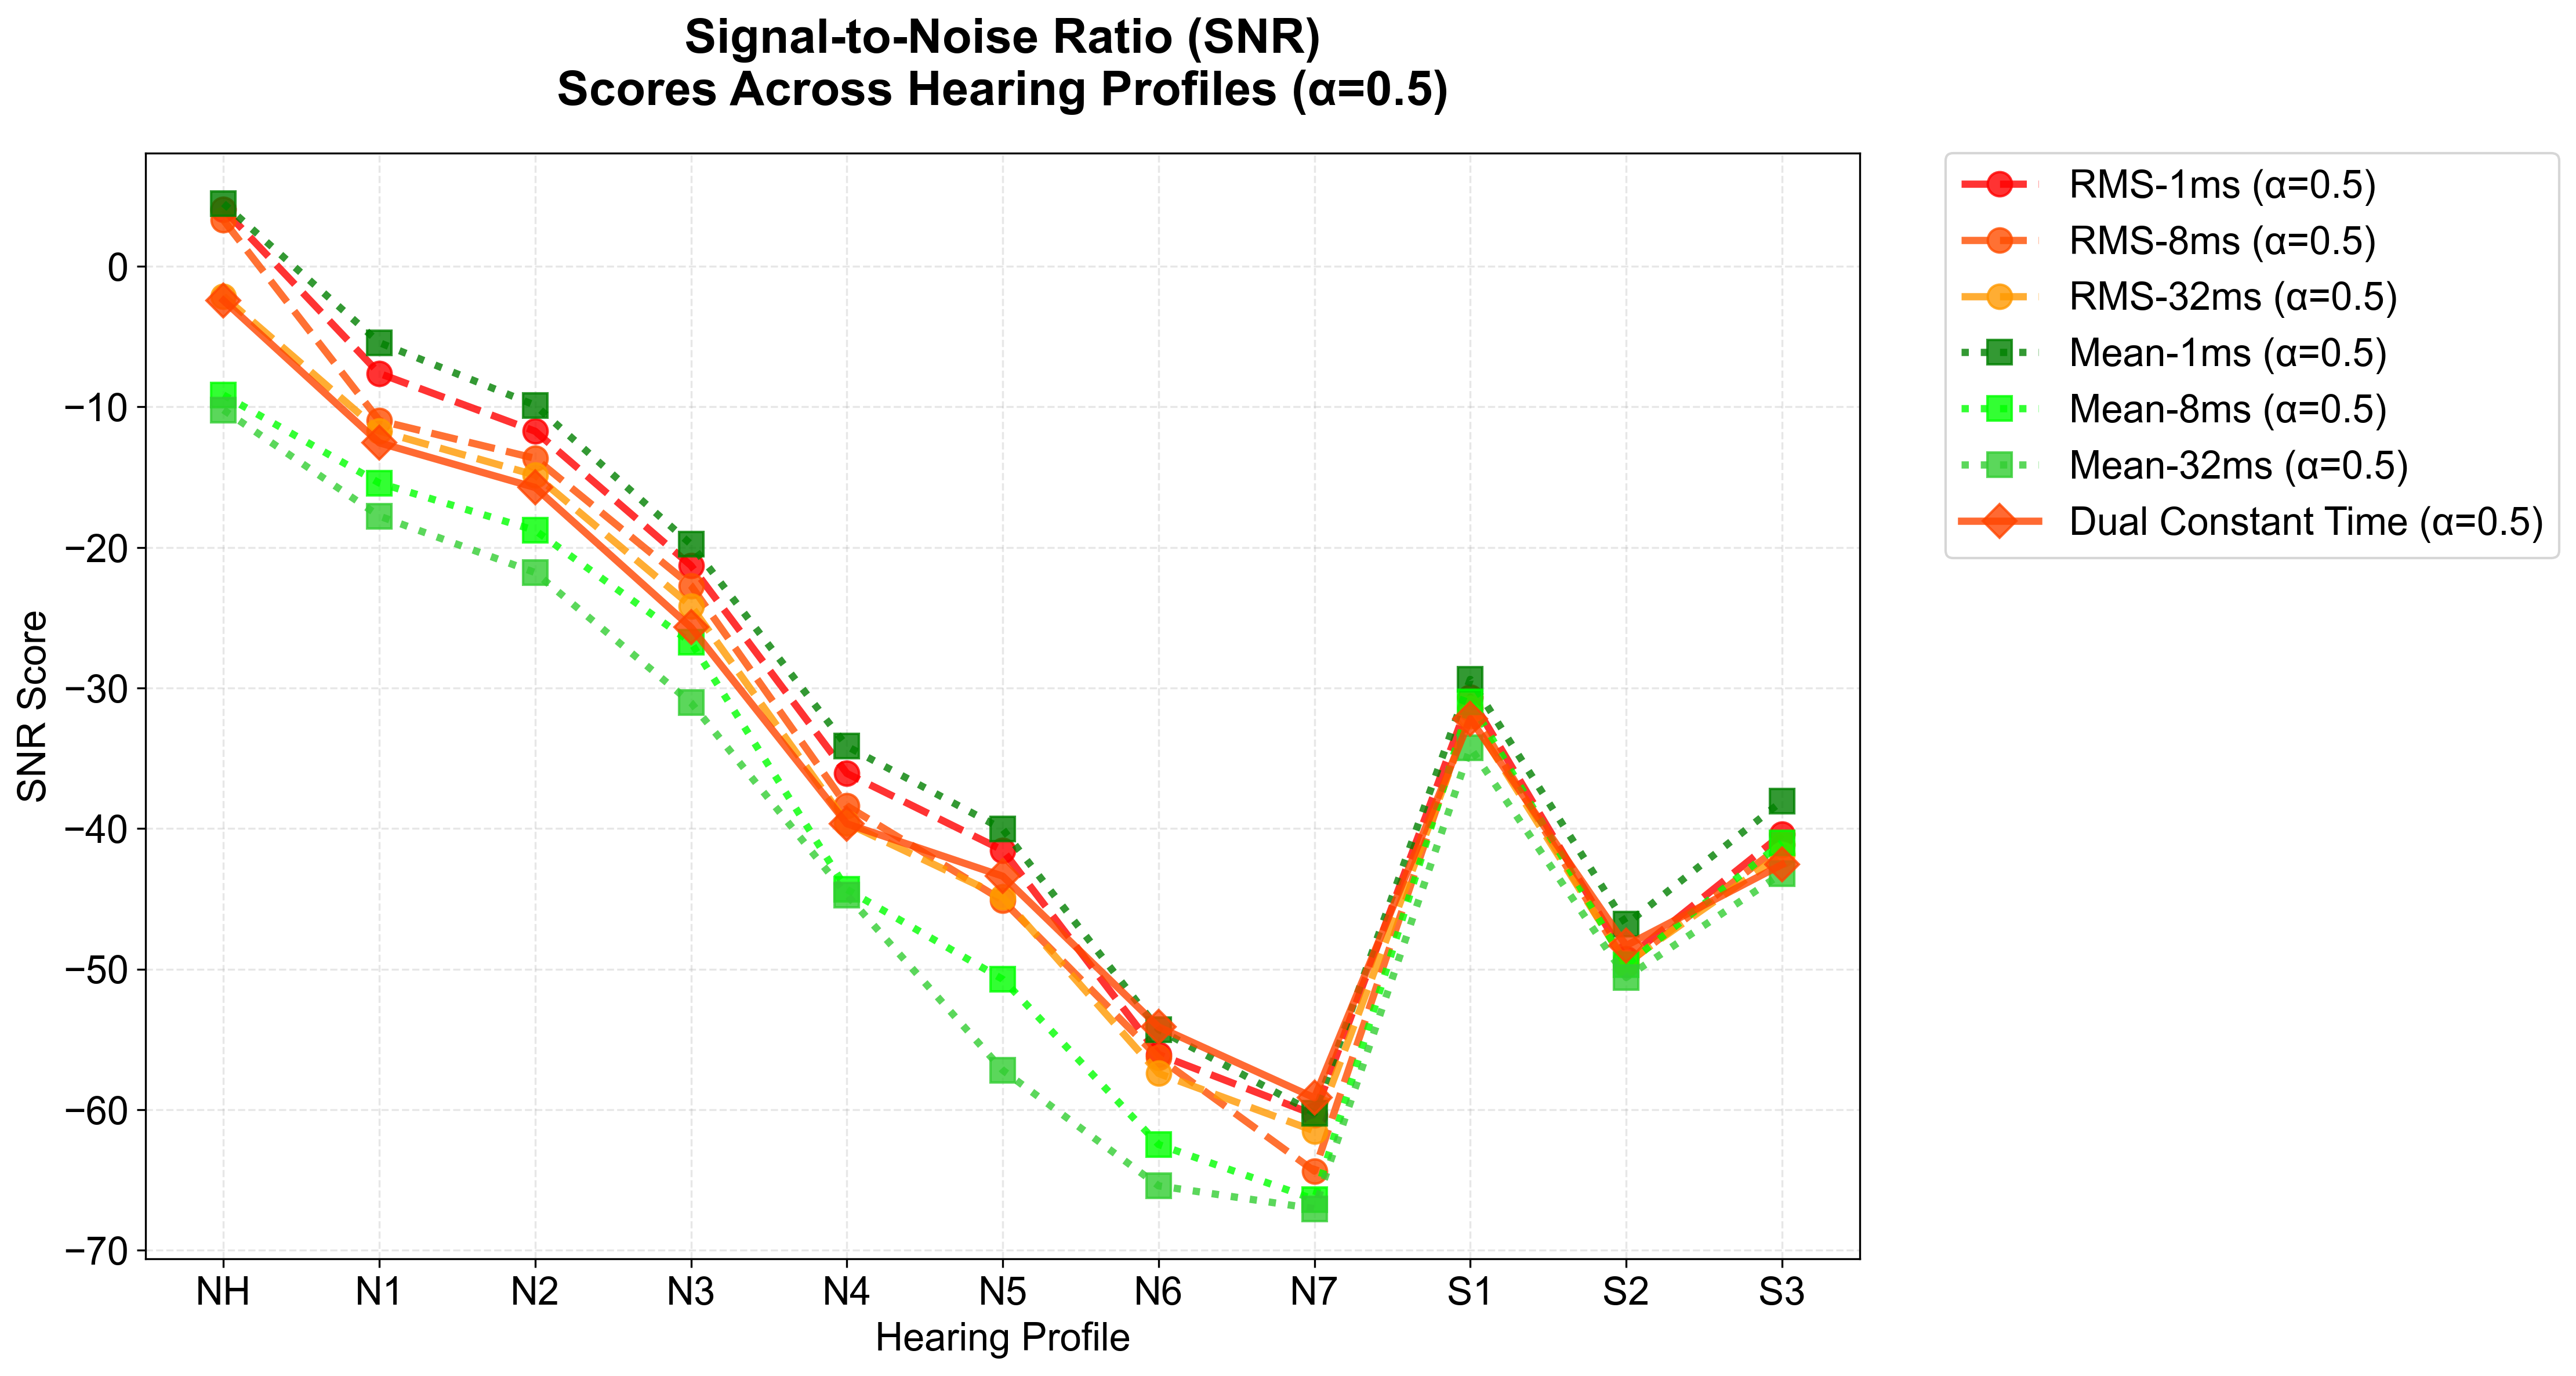 Signal-to-Noise Ratio (SNR)
Scores Across Hearing Profiles (α=0.5)
SNR Score
0
−10
−20
−30
−40
−50
−60
−70
NH
N1
N2
N3
N4
N5
N6
N7
S1
S2
S3
Hearing Profile
RMS-1ms (α=0.5)
RMS-8ms (α=0.5)
RMS-32ms (α=0.5)
Mean-1ms (α=0.5)
Mean-8ms (α=0.5)
Mean-32ms (α=0.5)
Dual Constant Time (α=0.5)